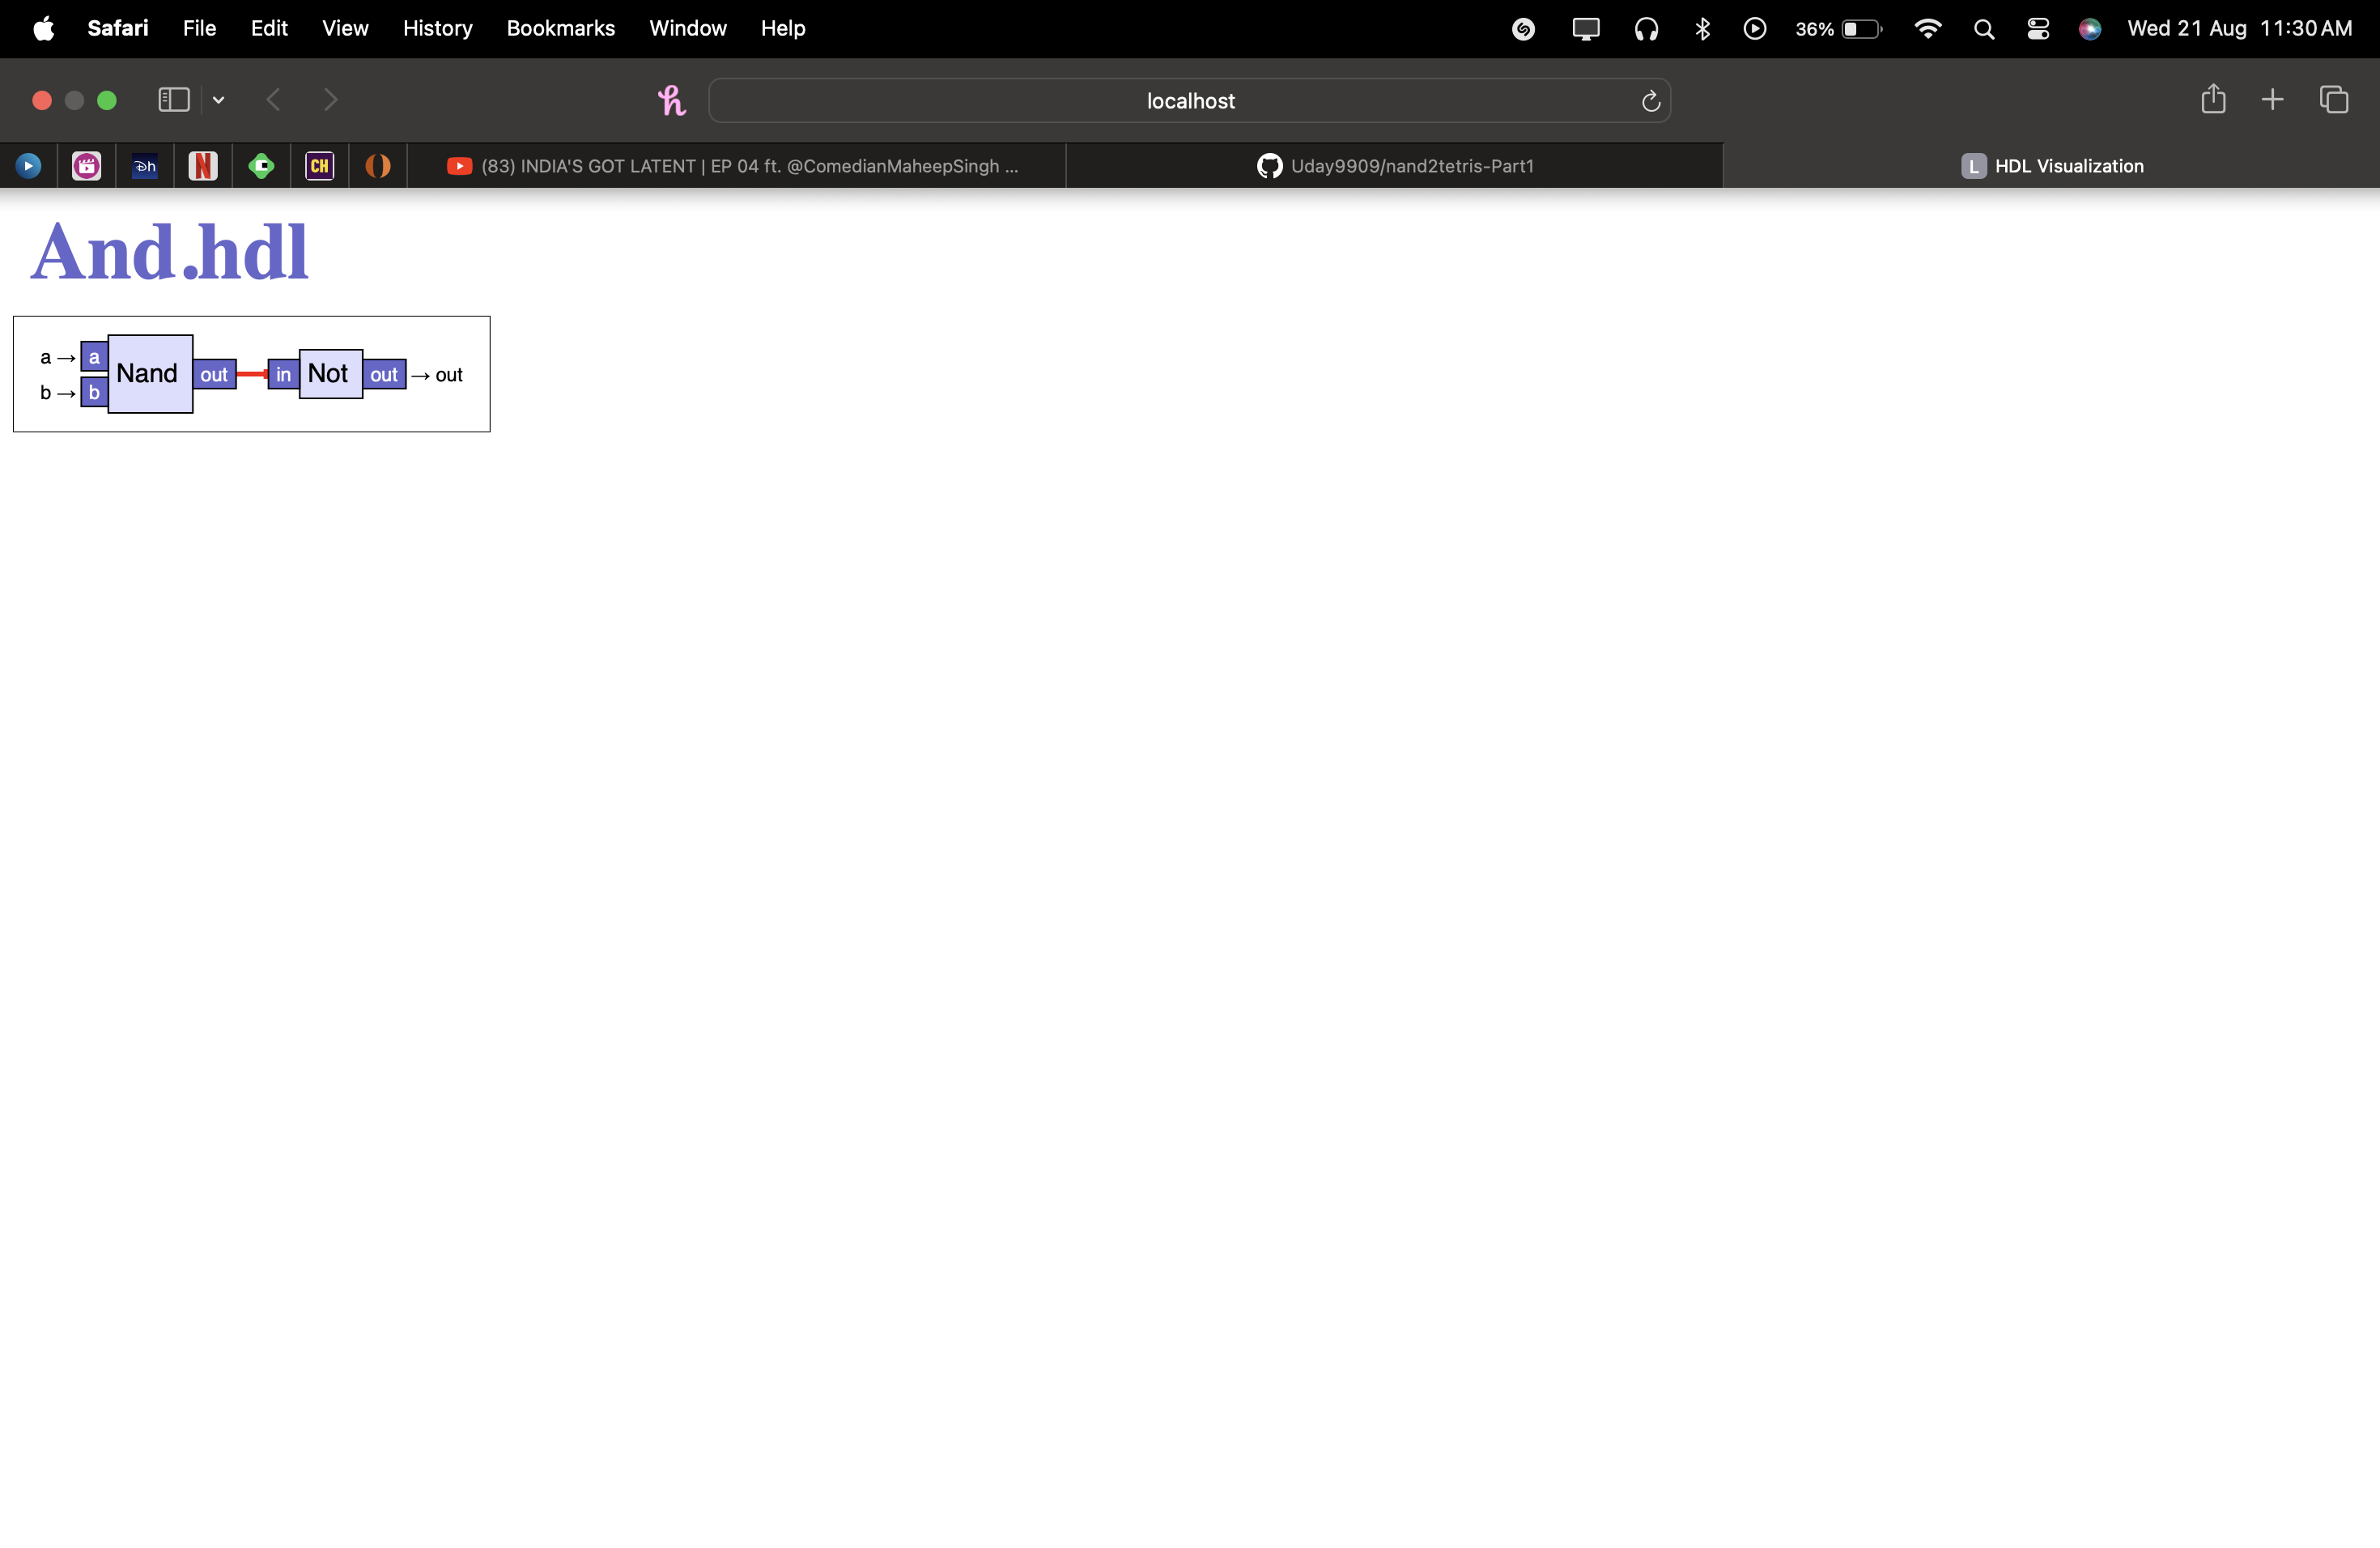 Safari File Edit View History Bookmarks Window Help 36% Wed 21 Aug 11:30 AM
localhost
h CH (83) INDIA'S GOT LATENT | EP 04 ft. @ComedianMaheepSingh ... Uday9909/nand2tetris-Part1 L HDL Visualization
And.hdl
a → a
Nand out in Not out → out
b → b